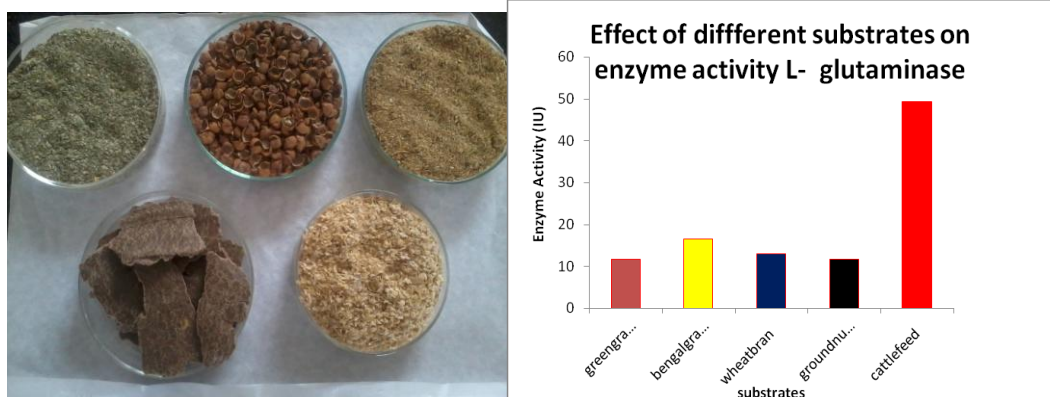 Effect of diffferent substrates on
enzyme activity L- glutaminase
60
50
40
30
20
10
0
Enzyme Activity (IU)
greengra...
bengalgra...
wheatbran
groundnu...
cattlefeed
substrates